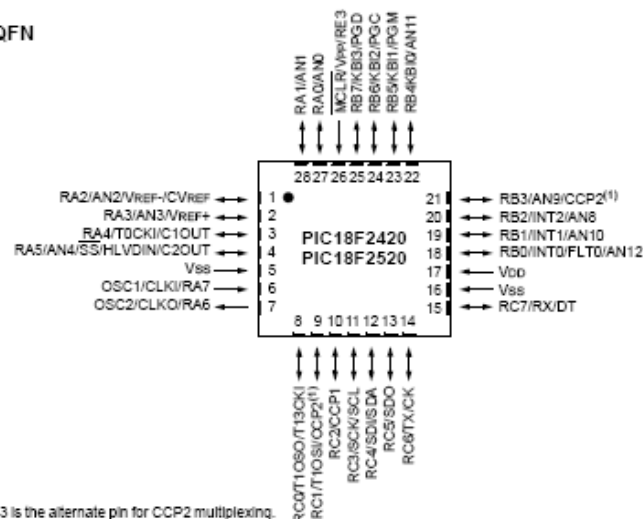 QFN
RA1/AN1
RA0/AN0
MCLR/VPP/RE3
RB7/KBI3/PGD
RB6/KBI2/PGC
RB5/KBI1/PGM
RB4KBI0/AN11
28 27 26 25 24 23 22
RA2/AN2/VREF-/CVREF 1
RA3/AN3/VREF+ 2
RA4/T0CKI/C1OUT 3
RA5/AN4/SS/HLVDIN/C2OUT 4
VSS 5
OSC1/CLKI/RA7 6
OSC2/CLKO/RA6 7
PIC18F2420
PIC18F2520
21 RB3/AN9/CCP2(1)
20 RB2/INT2/AN8
19 RB1/INT1/AN10
18 RB0/INT0/FLT0/AN12
17 VDD
16 VSS
15 RC7/RX/DT
8 9 10 11 12 13 14
RC0/T1OSO/T13CKI
RC1/T1OSI/CCP2(1)
RC2/CCP1
RC3/SCK/SCL
RC4/SDI/SDA
RC5/SDO
RC6/TX/CK
3 is the alternate pin for CCP2 multiplexing.